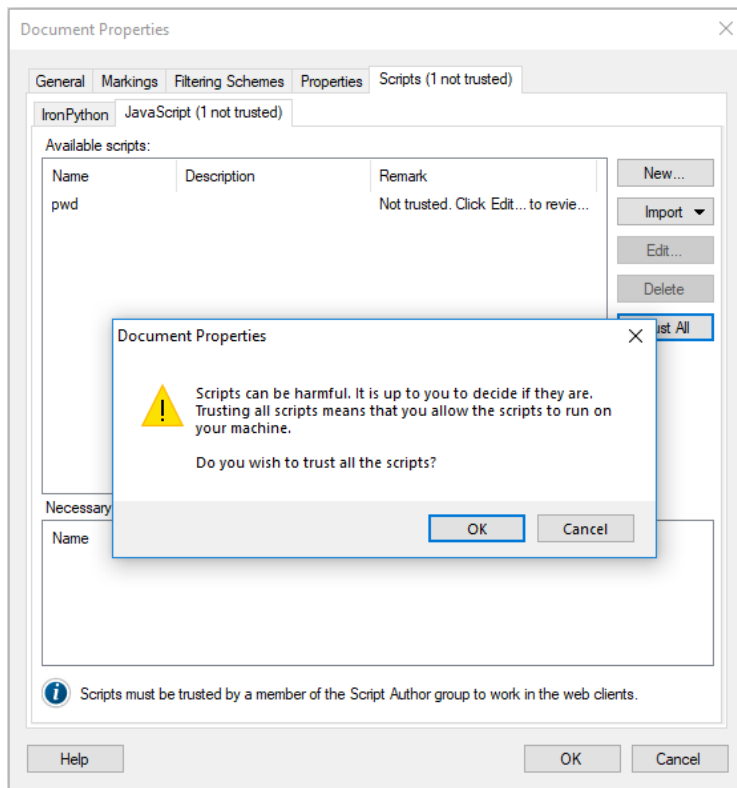 Document Properties
General Markings Filtering Schemes Properties Scripts (1 not trusted)
IronPython JavaScript (1 not trusted)
Available scripts:
Name Description Remark
pwd Not trusted. Click Edit... to revie...
New...
Import
Edit...
Delete
ust All
Document Properties
Scripts can be harmful. It is up to you to decide if they are.
Trusting all scripts means that you allow the scripts to run on
your machine.
Do you wish to trust all the scripts?
OK Cancel
Necessary
Name
Scripts must be trusted by a member of the Script Author group to work in the web clients.
Help OK Cancel